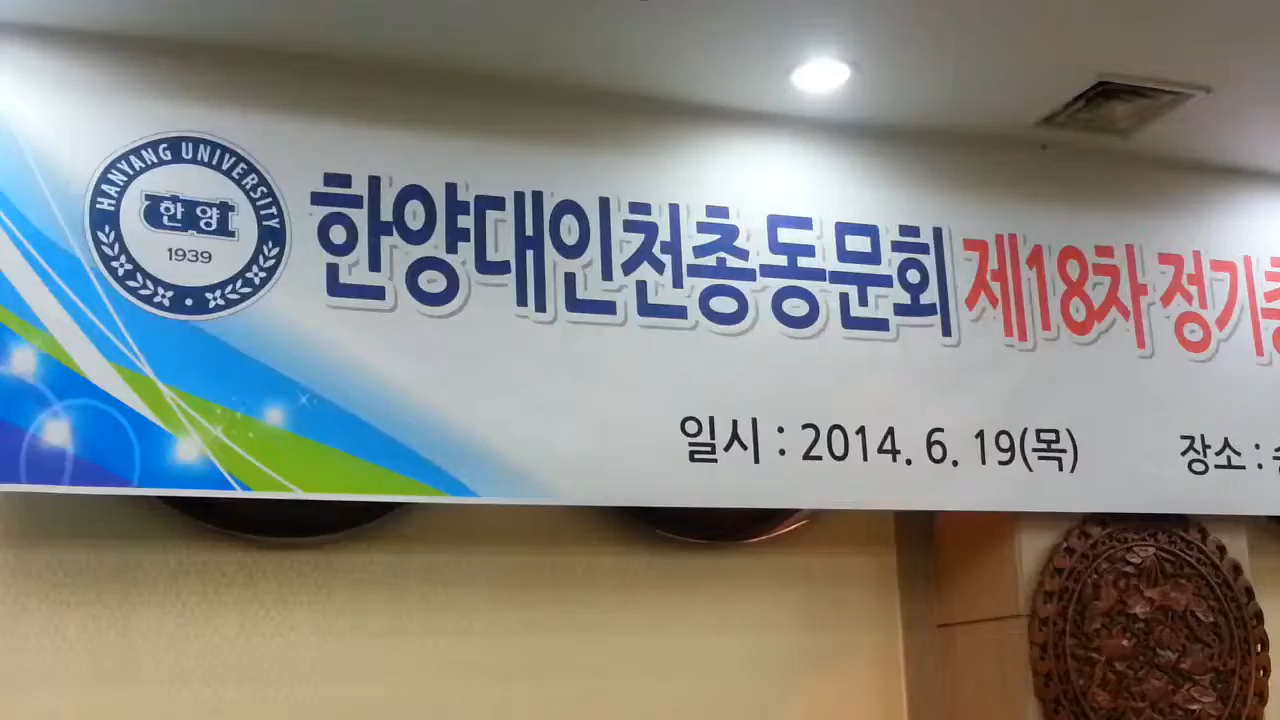 HANYANG UNIVERSITY
한양
1939
한양대인천총동문회 제18차 정기
일시 : 2014. 6. 19(목)
장소 :